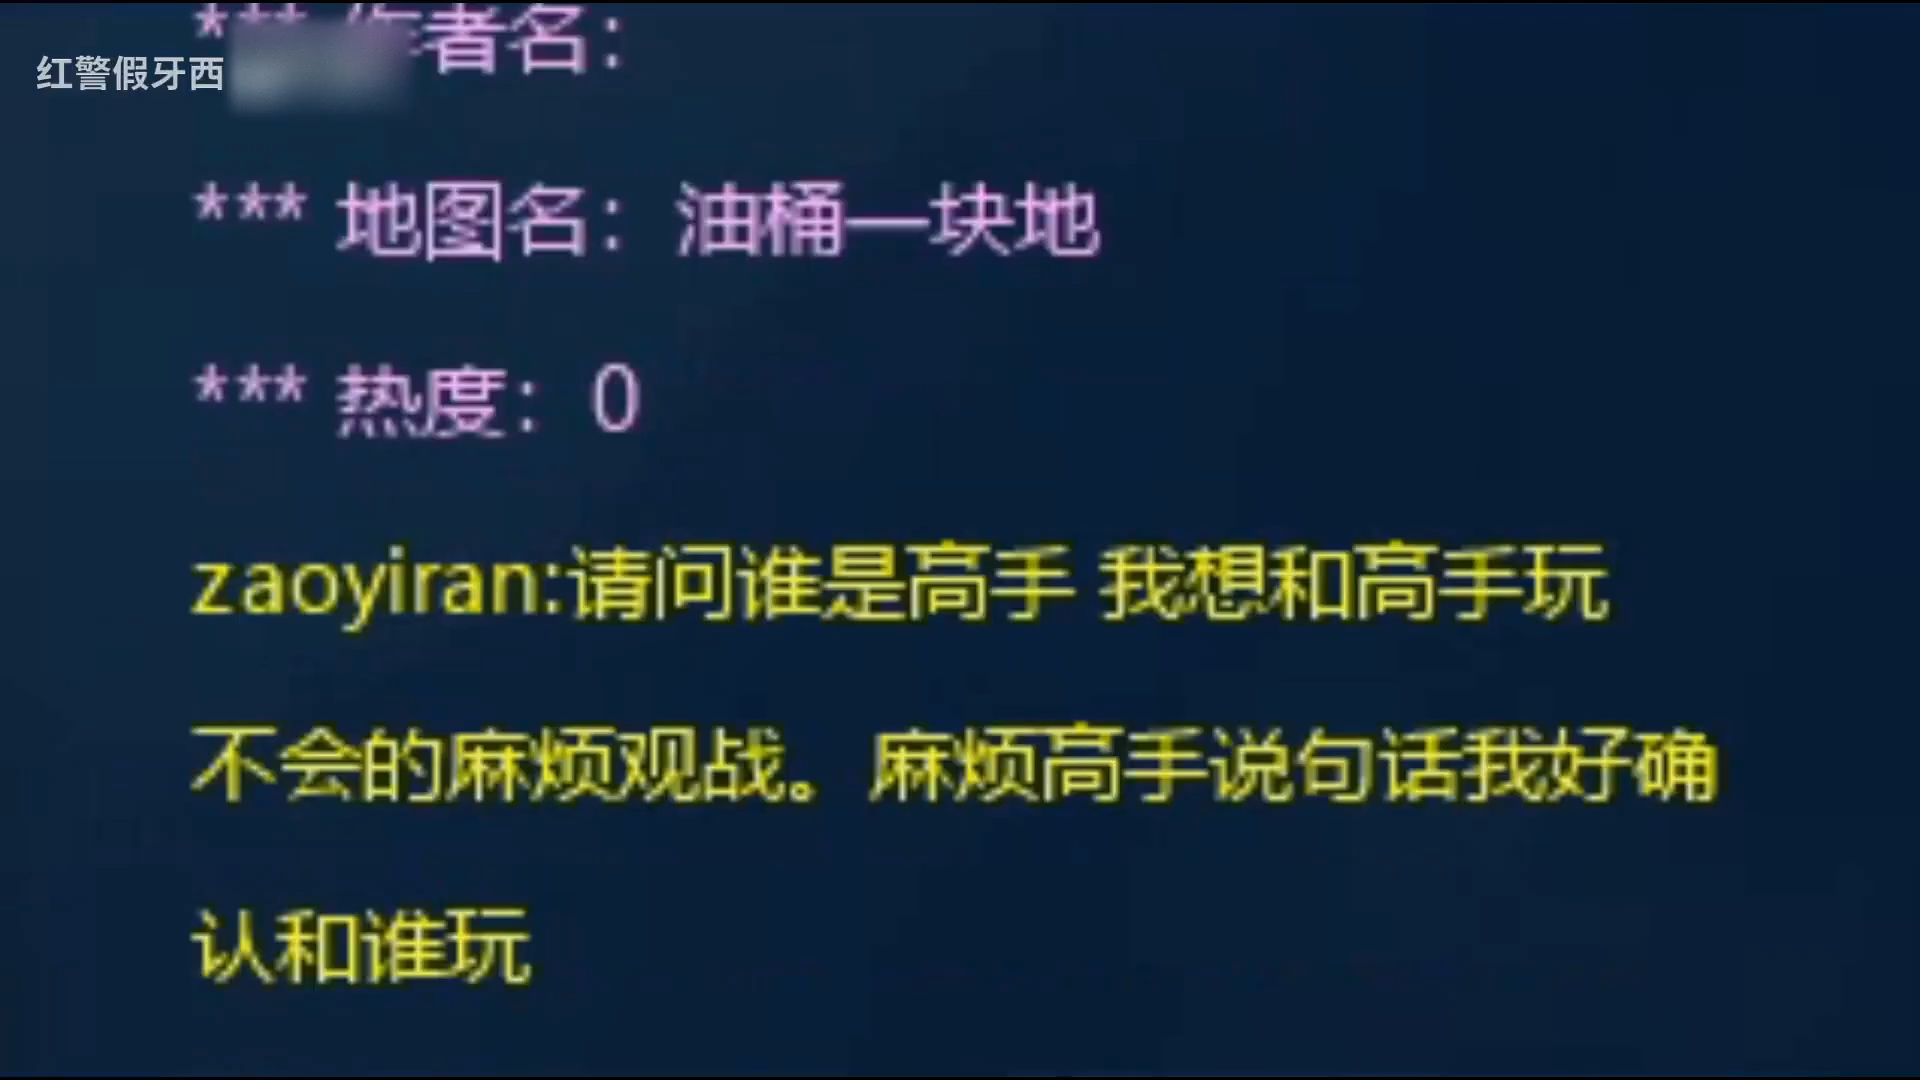 *** 作者名：
红警假牙西
*** 地图名：油桶—块地
*** 热度：0
zaoyiran:请问谁是高手 我想和高手玩
不会的麻烦观战。麻烦高手说句话我好确
认和谁玩